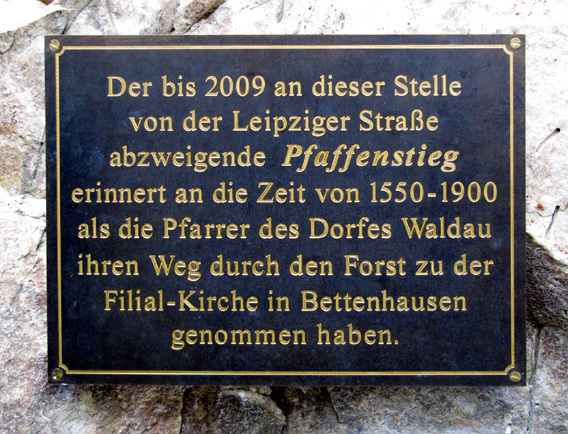 Der bis 2009 an dieser Stelle
von der Leipziger Straße
abzweigende Pfaffenstieg
erinnert an die Zeit von 1550-1900
als die Pfarrer des Dorfes Waldau
ihren Weg durch den Forst zu der
Filial-Kirche in Bettenhausen
genommen haben.